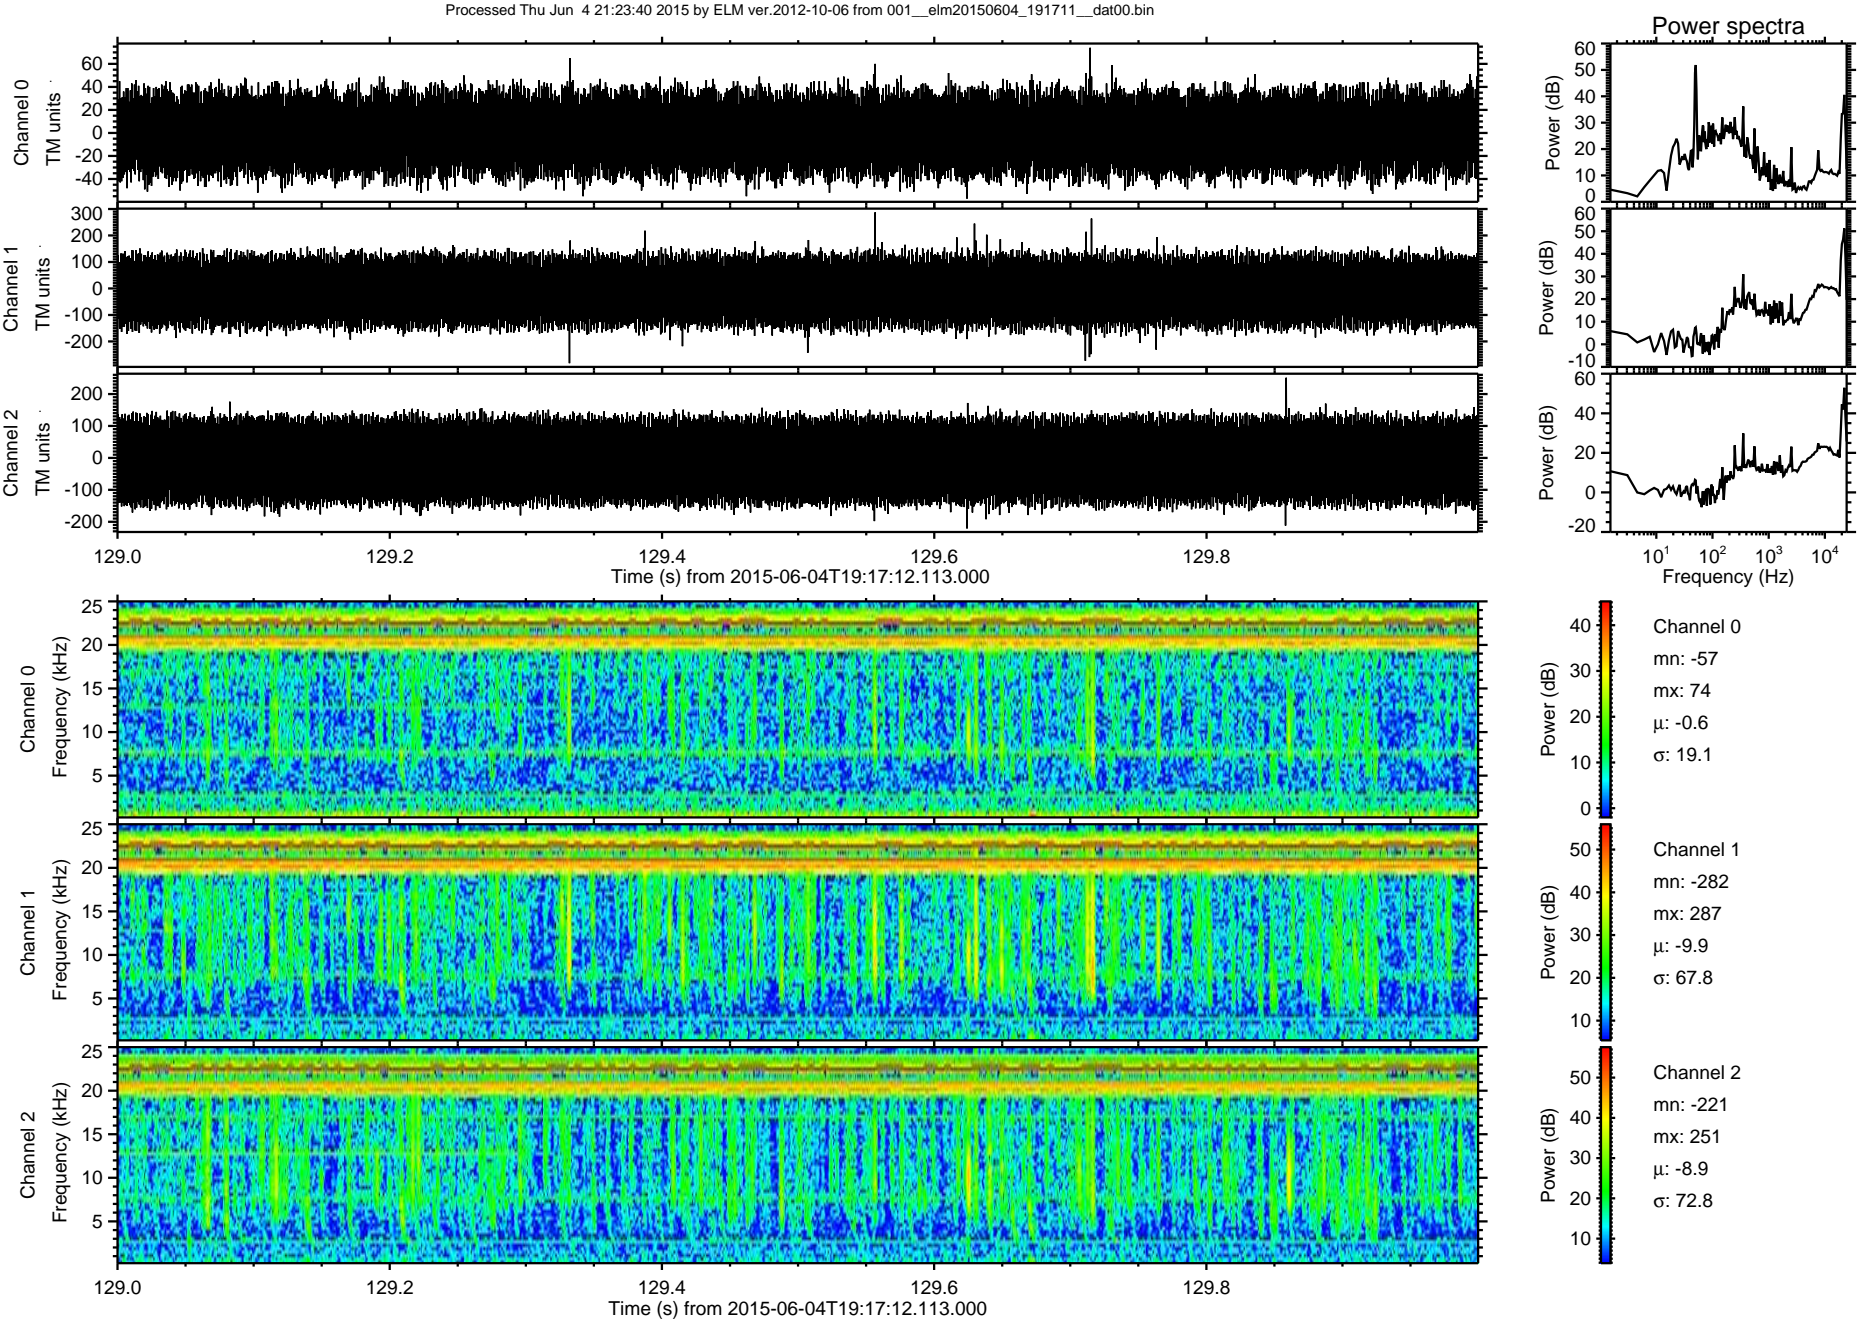 Processed Thu Jun  4 21:23:40 2015 by ELM ver.2012-10-06 from 001__elm20150604_191711__dat00.bin
Power spectra
Channel 0
TM units
60
40
20
0
-20
-40
Power (dB)
60
50
40
30
20
10
0
Channel 1
TM units
300
200
100
0
-100
-200
Power (dB)
60
50
40
30
20
10
0
-10
Channel 2
TM units
200
100
0
-100
-200
Power (dB)
60
40
20
0
-20
129.0 129.2 129.4 129.6 129.8
Time (s) from 2015-06-04T19:17:12.113.000
10¹ 10² 10³ 10⁴
Frequency (Hz)
Channel 0
Frequency (kHz)
25
20
15
10
5
Power (dB)
40
30
20
10
0
Channel 0
mn: -57
mx: 74
μ: -0.6
σ: 19.1
Channel 1
Frequency (kHz)
25
20
15
10
5
Power (dB)
50
40
30
20
10
Channel 1
mn: -282
mx: 287
μ: -9.9
σ: 67.8
Channel 2
Frequency (kHz)
25
20
15
10
5
Power (dB)
50
40
30
20
10
Channel 2
mn: -221
mx: 251
μ: -8.9
σ: 72.8
129.0 129.2 129.4 129.6 129.8
Time (s) from 2015-06-04T19:17:12.113.000